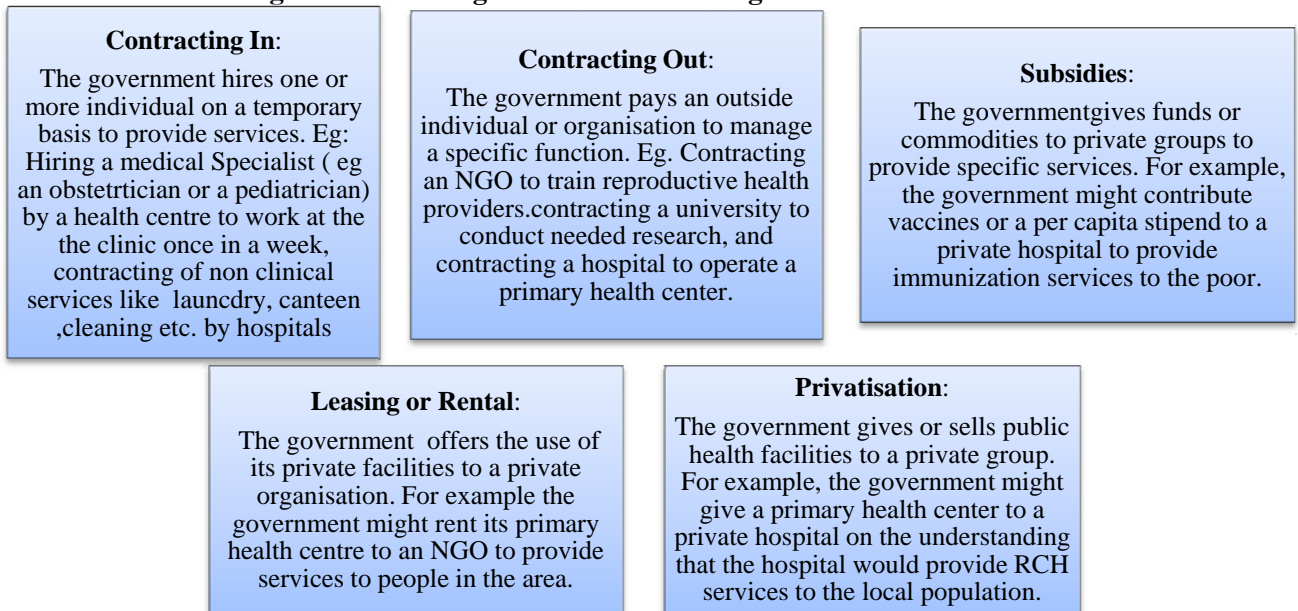 Contracting In:
The government hires one or
more individual on a temporary
basis to provide services. Eg:
Hiring a medical Specialist ( eg
an obstetrtician or a pediatrician)
by a health centre to work at the
the clinic once in a week,
contracting of non clinical
services like launcdry, canteen
,cleaning etc. by hospitals
Contracting Out:
The government pays an outside
individual or organisation to manage
a specific function. Eg. Contracting
an NGO to train reproductive health
providers.contracting a university to
conduct needed research, and
contracting a hospital to operate a
primary health center.
Subsidies:
The governmentgives funds or
commodities to private groups to
provide specific services. For example,
the government might contribute
vaccines or a per capita stipend to a
private hospital to provide
immunization services to the poor.
Leasing or Rental:
The government offers the use of
its private facilities to a private
organisation. For example the
government might rent its primary
health centre to an NGO to provide
services to people in the area.
Privatisation:
The government gives or sells public
health facilities to a private group.
For example, the government might
give a primary health center to a
private hospital on the understanding
that the hospital would provide RCH
services to the local population.